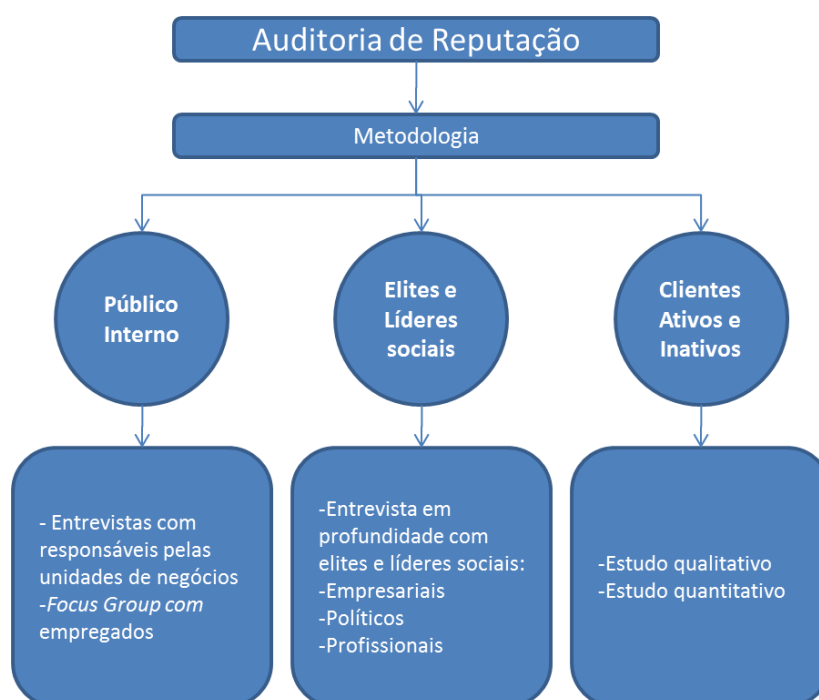 Auditoria de Reputação
Metodologia
Público
Interno
Elites e
Líderes
sociais
Clientes
Ativos e
Inativos
- Entrevistas com
responsáveis pelas
unidades de negócios
-Focus Group com
empregados
-Entrevista em
profundidade com
elites e líderes sociais:
-Empresariais
-Políticos
-Profissionais
-Estudo qualitativo
-Estudo quantitativo